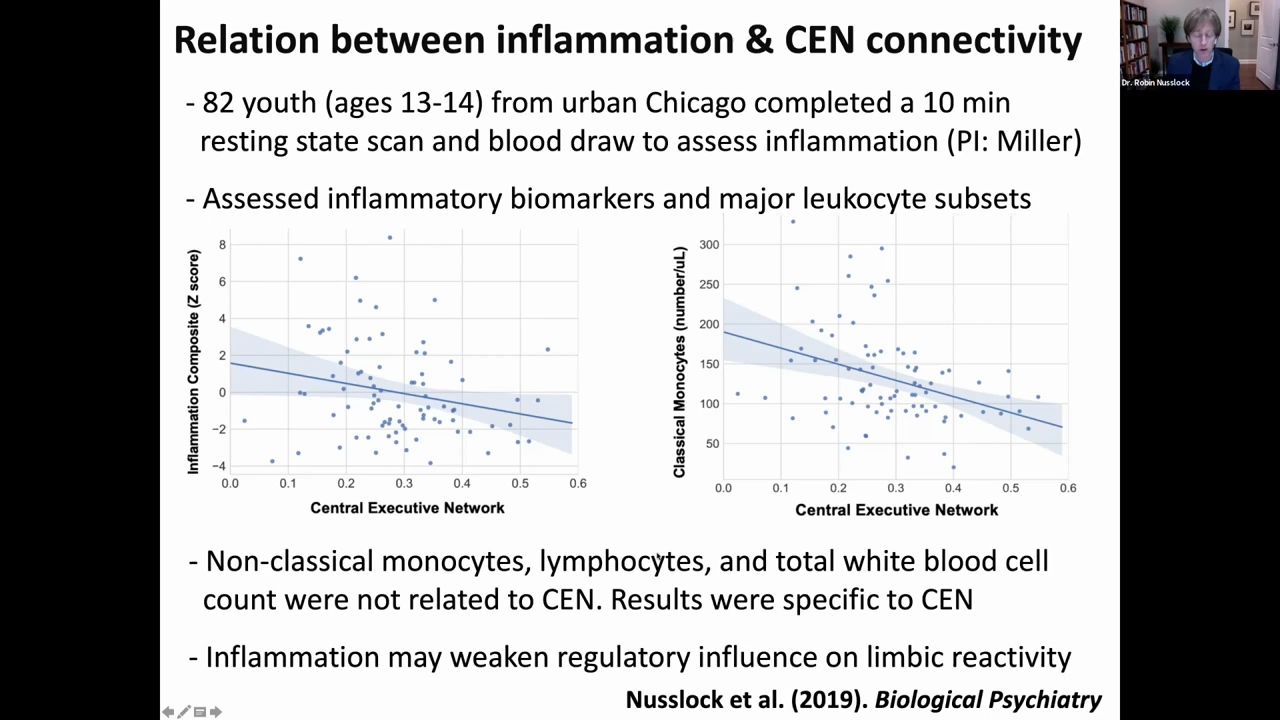 Relation between inflammation & CEN connectivity
Dr. Robin Nusslock
- 82 youth (ages 13-14) from urban Chicago completed a 10 min
resting state scan and blood draw to assess inflammation (PI: Miller)
- Assessed inflammatory biomarkers and major leukocyte subsets
Inflammation Composite (Z score)
8
6
4
2
0
−2
−4
0.0 0.1 0.2 0.3 0.4 0.5 0.6
Central Executive Network
Classical Monocytes (number/uL)
300
250
200
150
100
50
0.0 0.1 0.2 0.3 0.4 0.5 0.6
Central Executive Network
- Non-classical monocytes, lymphocytes, and total white blood cell
count were not related to CEN. Results were specific to CEN
- Inflammation may weaken regulatory influence on limbic reactivity
Nusslock et al. (2019). Biological Psychiatry